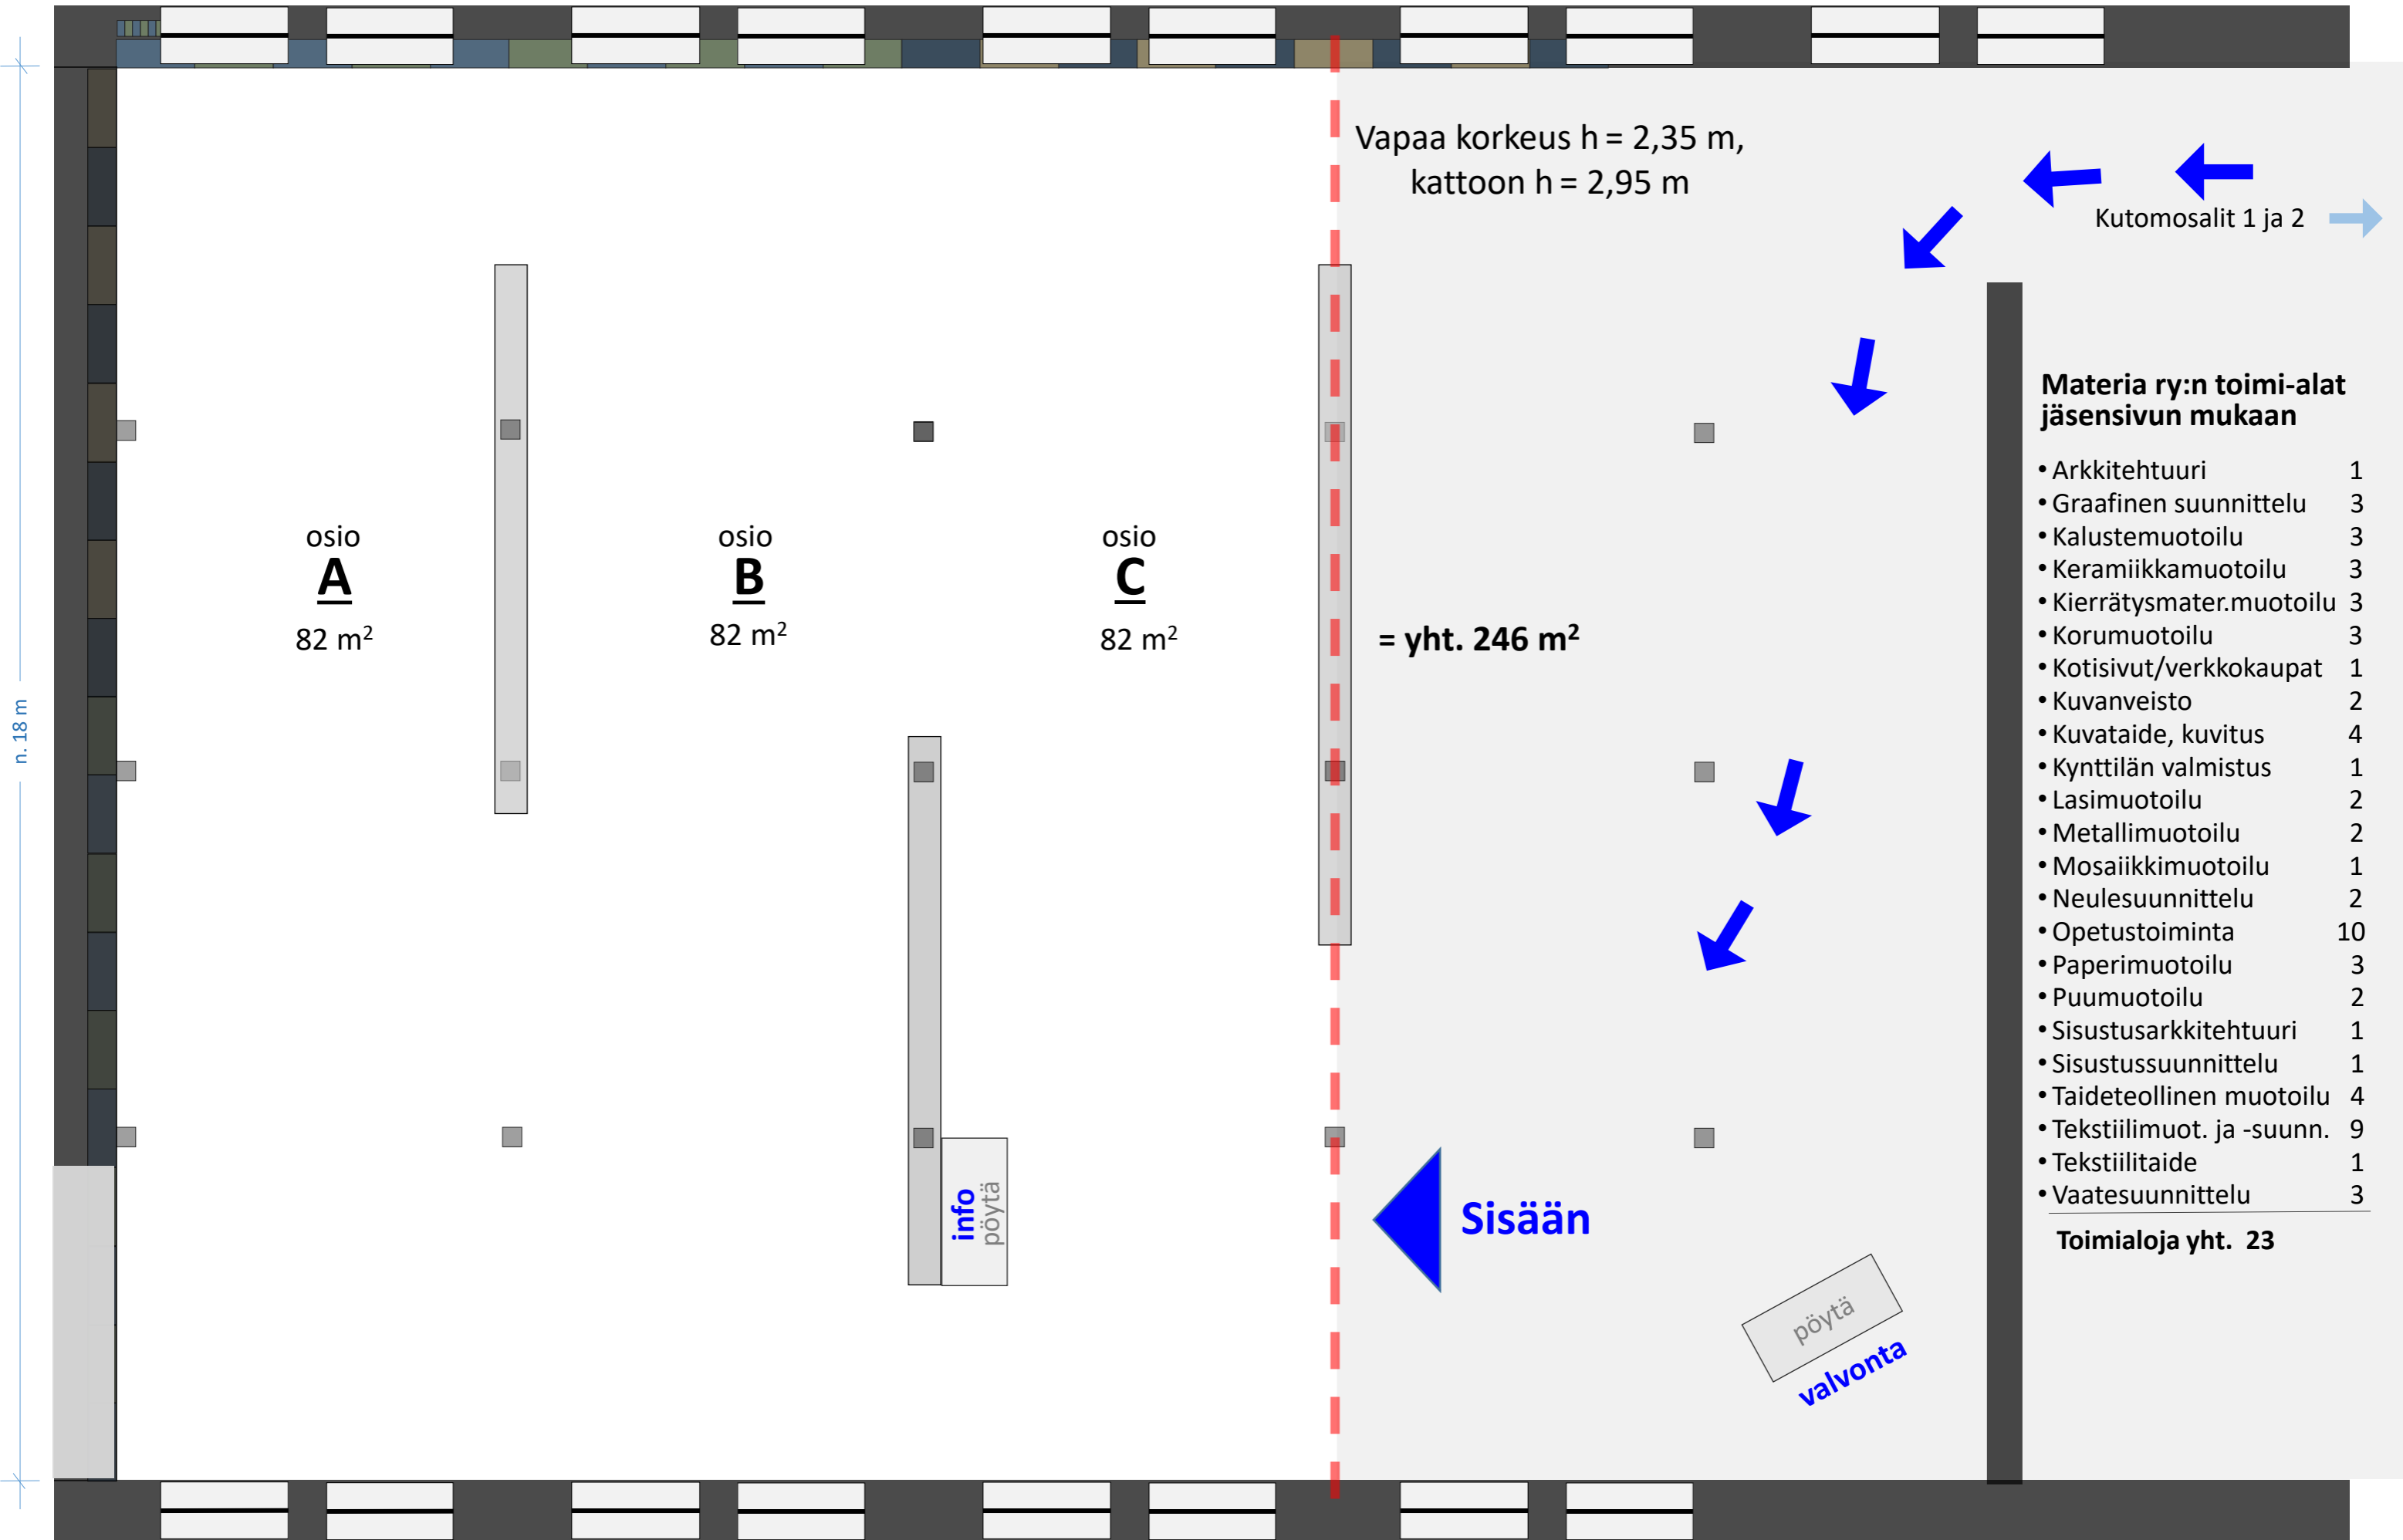 Vapaa korkeus h = 2,35 m,
kattoon h = 2,95 m
Kutomosalit 1 ja 2
n. 18 m
osio
A
82 m²
osio
B
82 m²
osio
C
82 m²
= yht. 246 m²
info
pöytä
Sisään
pöytä
valvonta
Materia ry:n toimi-alat
jäsensivun mukaan
• Arkkitehtuuri 1
• Graafinen suunnittelu 3
• Kalustemuotoilu 3
• Keramiikkamuotoilu 3
• Kierrätysmater.muotoilu 3
• Korumuotoilu 3
• Kotisivut/verkkokaupat 1
• Kuvanveisto 2
• Kuvataide, kuvitus 4
• Kynttilän valmistus 1
• Lasimuotoilu 2
• Metallimuotoilu 2
• Mosaiikkimuotoilu 1
• Neulesuunnittelu 2
• Opetustoiminta 10
• Paperimuotoilu 3
• Puumuotoilu 2
• Sisustusarkkitehtuuri 1
• Sisustussuunnittelu 1
• Taideteollinen muotoilu 4
• Tekstiilimuot. ja -suunn. 9
• Tekstiilitaide 1
• Vaatesuunnittelu 3
Toimialoja yht. 23